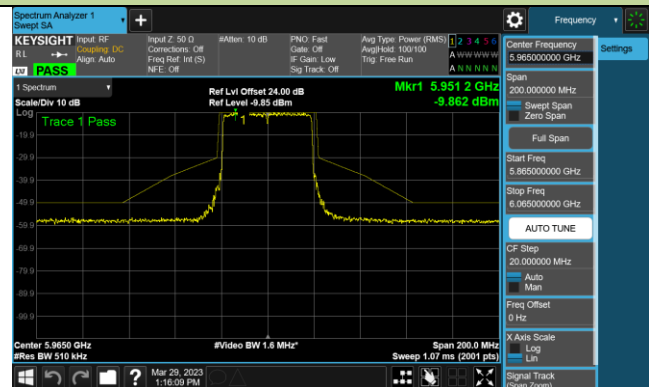 Spectrum Analyzer 1
Swept SA
+
Frequency
KEYSIGHT Input: RF Input Z: 50 Ω #Atten: 10 dB PNO: Fast Avg Type: Power (RMS) 1 2 3 4 5 6
RL Coupling: DC Corrections: Off Gate: Off Avg|Hold: 100/100 A W W W W W
Align: Auto Freq Ref: Int (S) IF Gain: Low Trig: Free Run
LXI PASS NFE: Off Sig Track: Off A N N N N N
Center Frequency
5.965000000 GHz
Settings
1 Spectrum
Scale/Div 10 dB
Ref Lvl Offset 24.00 dB
Ref Level -9.85 dBm
Mkr1 5.951 2 GHz
-9.862 dBm
Log
Trace 1 Pass
1
-19.9
-29.9
-39.9
-49.9
-59.9
-69.9
-79.9
-89.9
-99.9
Span
200.000000 MHz
Swept Span
Zero Span
Full Span
Start Freq
5.865000000 GHz
Stop Freq
6.065000000 GHz
AUTO TUNE
CF Step
20.000000 MHz
Auto
Man
Freq Offset
0 Hz
X Axis Scale
Log
Lin
Signal Track
(Span Zoom)
Center 5.9650 GHz
#Res BW 510 kHz
#Video BW 1.6 MHz*
Span 200.0 MHz
Sweep 1.07 ms (2001 pts)
?
Mar 29, 2023
1:16:09 PM